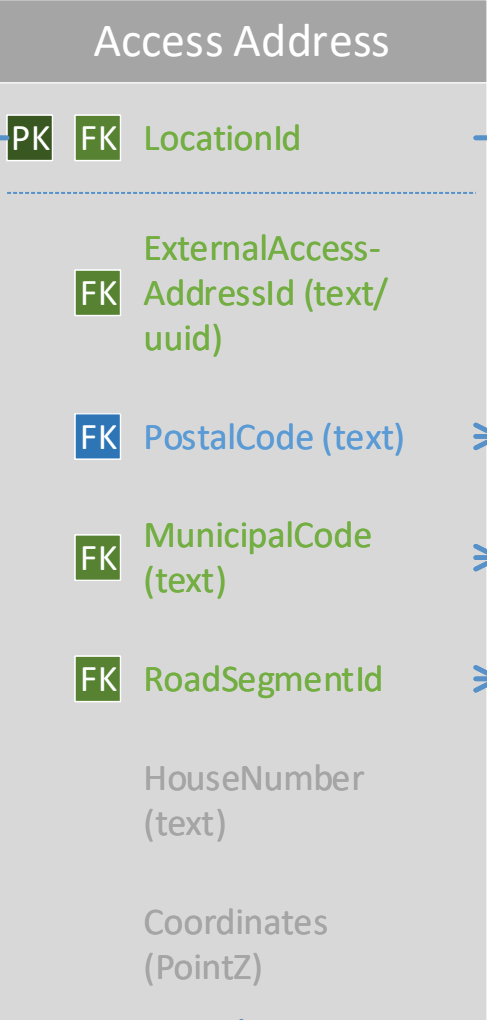 Access Address
PK FK LocationId
ExternalAccess-
FK AddressId (text/
uuid)
FK PostalCode (text)
MunicipalCode
FK
(text)
FK RoadSegmentId
HouseNumber
(text)
Coordinates
(PointZ)